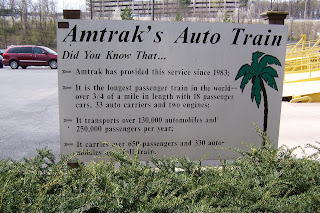 Amtrak's Auto Train
Did You Know That...
Amtrak has provided this service since 1983;
It is the longest passenger train in the world—
over 3/4 of a mile in length with 18 passenger
cars, 33 auto carriers and two engines;
It transports over 130,000 automobiles and
250,000 passengers per year;
It carries over 650 passengers and 330 auto-
mobiles full train.